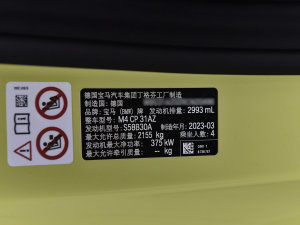 德国宝马汽车集团丁格芬工厂制造
制造国：德国
品牌：宝马 (BMW) 牌 发动机排量：2993 mL
整车型号：M4 CP 31AZ
发动机型号：S58B30A 制造年月：2023-03
最大允许总质量：2155 kg 乘坐人数：4
发动机最大净功率：375 kW
最大允许牵引质量：-- kg